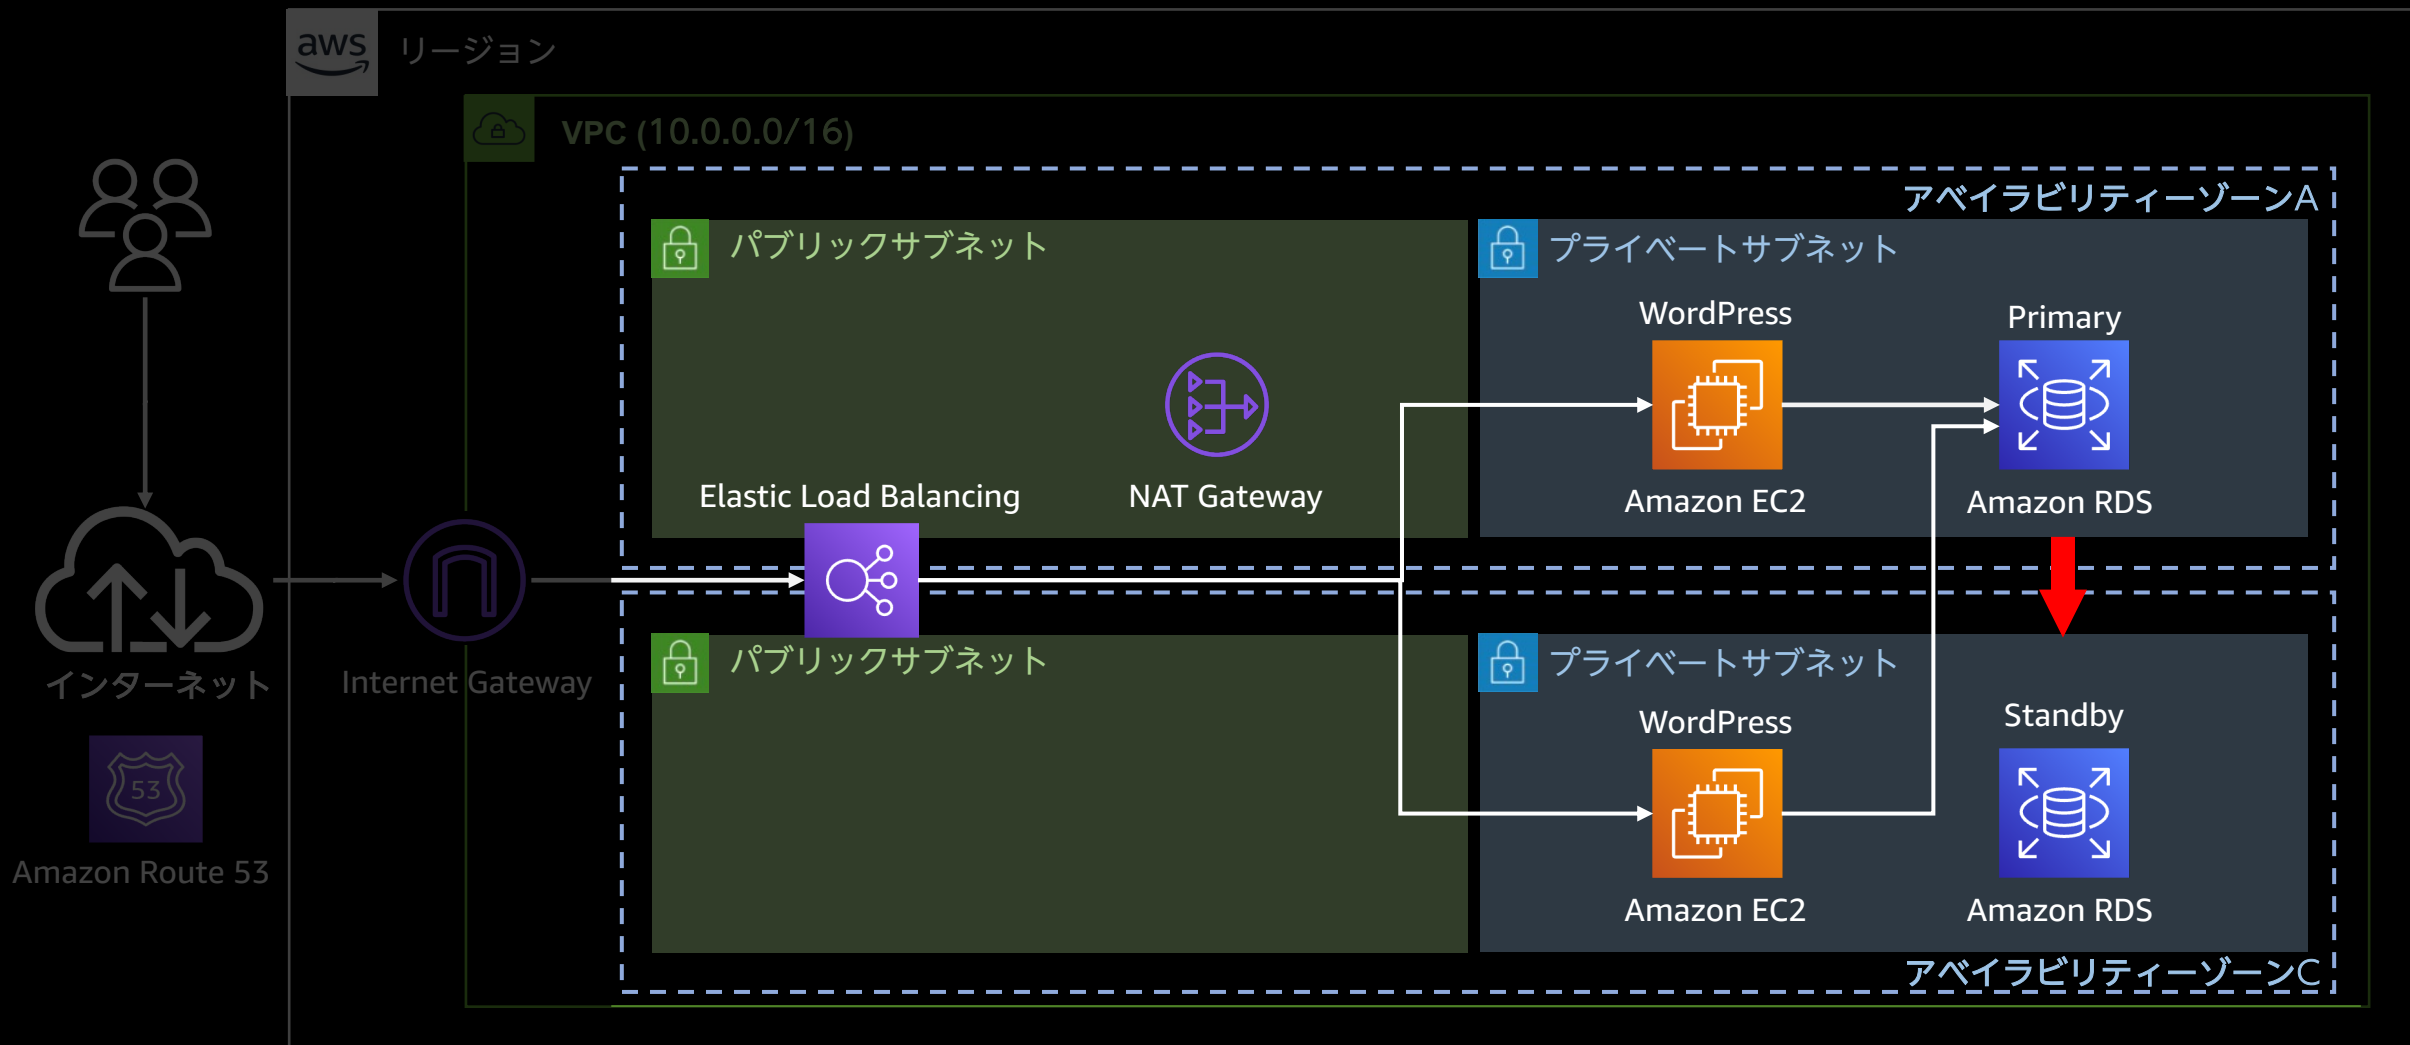 aws
リージョン
VPC (10.0.0.0/16)
アベイラビリティーゾーンA
パブリックサブネット
プライベートサブネット
WordPress
Primary
Elastic Load Balancing
NAT Gateway
Amazon EC2
Amazon RDS
インターネット
Internet Gateway
パブリックサブネット
プライベートサブネット
WordPress
Standby
53
Amazon Route 53
Amazon EC2
Amazon RDS
アベイラビリティーゾーンC